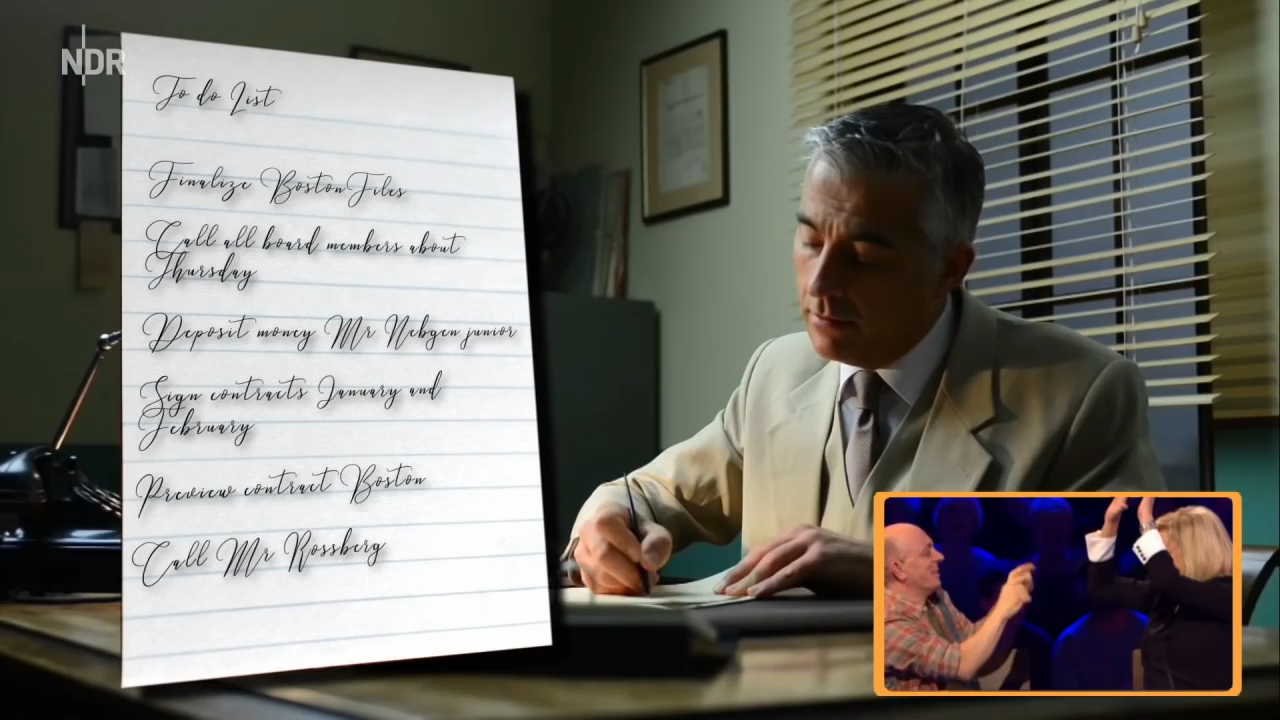 NDR
To do List
Finalize Boston Files
Call all board members about
Thursday
Deposit money Mr Nebgen junior
Sign contracts January and
February
Preview contract Boston
Call Mr Rossberg